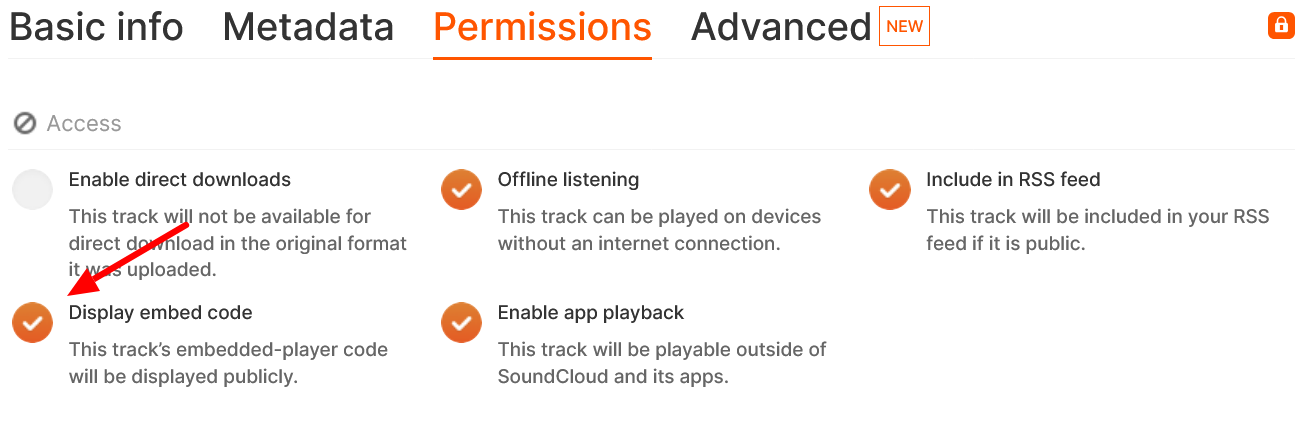 Basic info Metadata Permissions Advanced NEW
Access
Enable direct downloads
This track will not be available for
direct download in the original format
it was uploaded.
Offline listening
This track can be played on devices
without an internet connection.
Include in RSS feed
This track will be included in your RSS
feed if it is public.
Display embed code
This track’s embedded-player code
will be displayed publicly.
Enable app playback
This track will be playable outside of
SoundCloud and its apps.